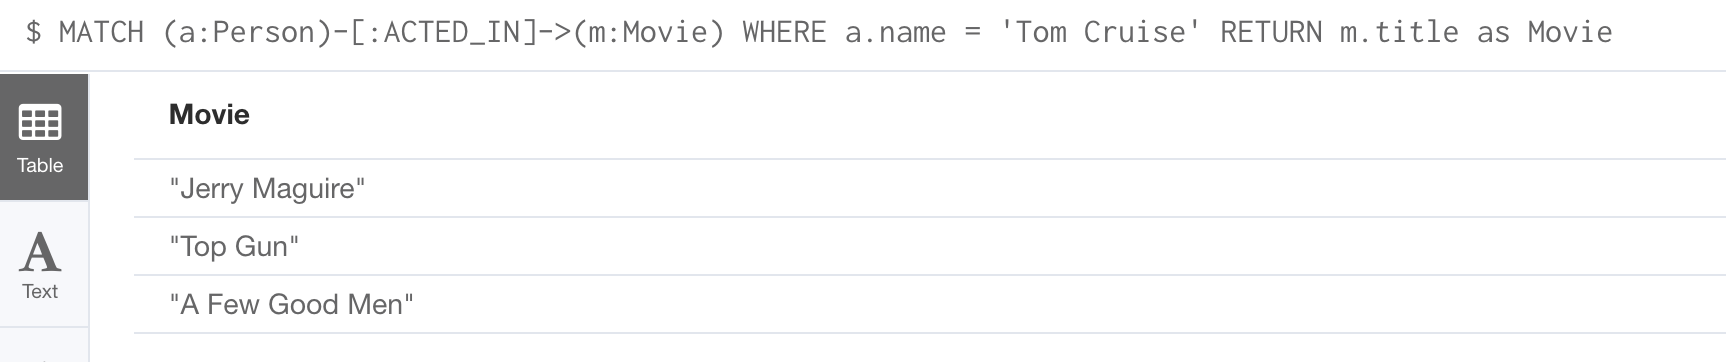 $ MATCH (a:Person)-[:ACTED_IN]->(m:Movie) WHERE a.name = 'Tom Cruise' RETURN m.title as Movie
Movie
Table
"Jerry Maguire"
"Top Gun"
A
Text
"A Few Good Men"